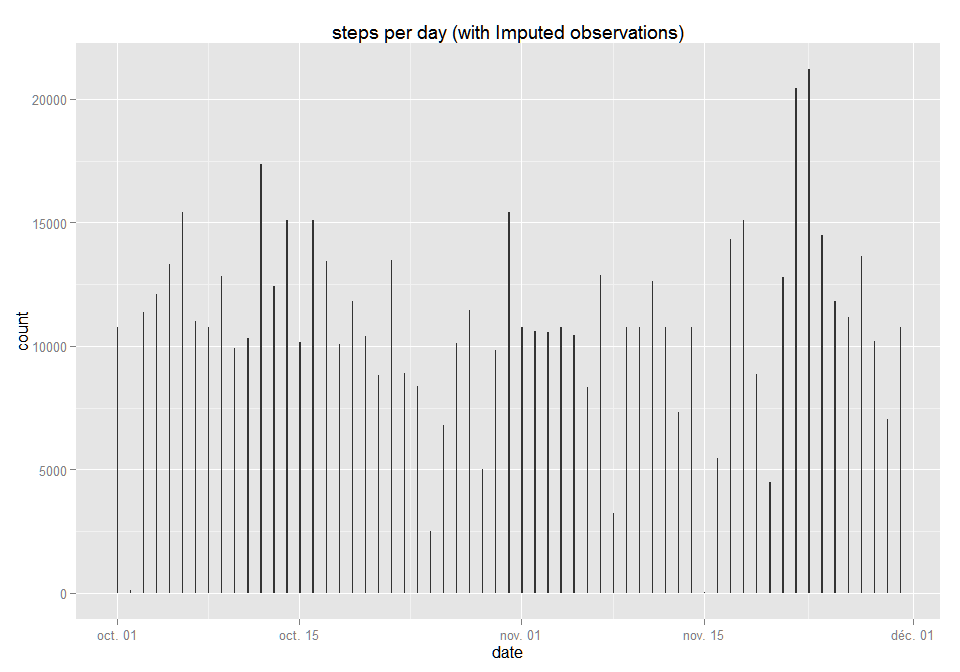 steps per day (with Imputed observations)
count
20000
15000
10000
5000
0
oct. 01
oct. 15
nov. 01
nov. 15
déc. 01
date